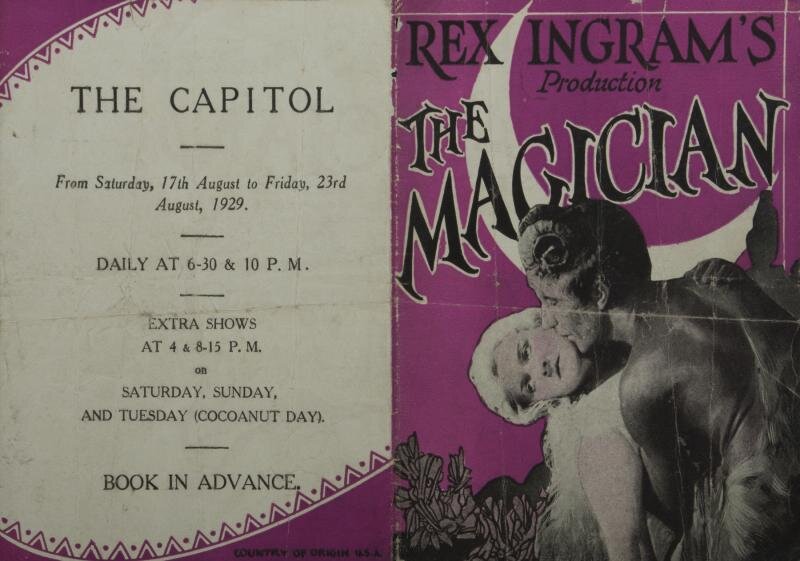 THE CAPITOL
From Saturday, 17th August to Friday, 23rd
August, 1929.
DAILY AT 6-30 & 10 P. M.
EXTRA SHOWS
AT 4 & 8-15 P. M.
on
SATURDAY, SUNDAY,
AND TUESDAY (COCOANUT DAY).
BOOK IN ADVANCE.
COUNTRY OF ORIGIN U.S.A.
REX INGRAM'S
Production
THE
MAGICIAN